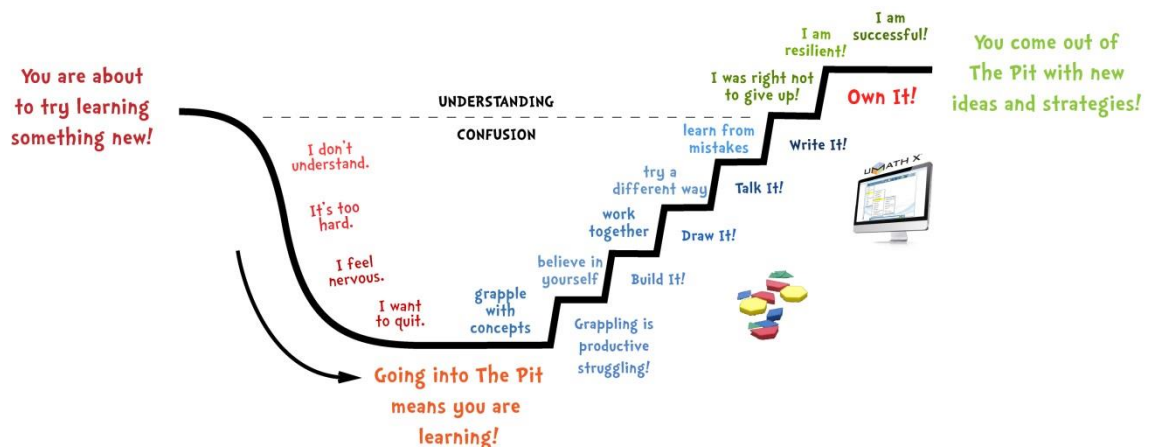 You are about
to try learning
something new!
UNDERSTANDING
CONFUSION
I don't
understand.
It's too
hard.
I feel
nervous.
I want
to quit.
Going into The Pit
means you are
learning!
grapple
with
concepts
Grappling is
productive
struggling!
believe in
yourself
Build It!
work
together
Draw It!
try a
different way
Talk It!
learn from
mistakes
Write It!
I was right not
to give up!
Own It!
I am
resilient!
I am
successful!
You come out of
The Pit with new
ideas and strategies!
UMATH X